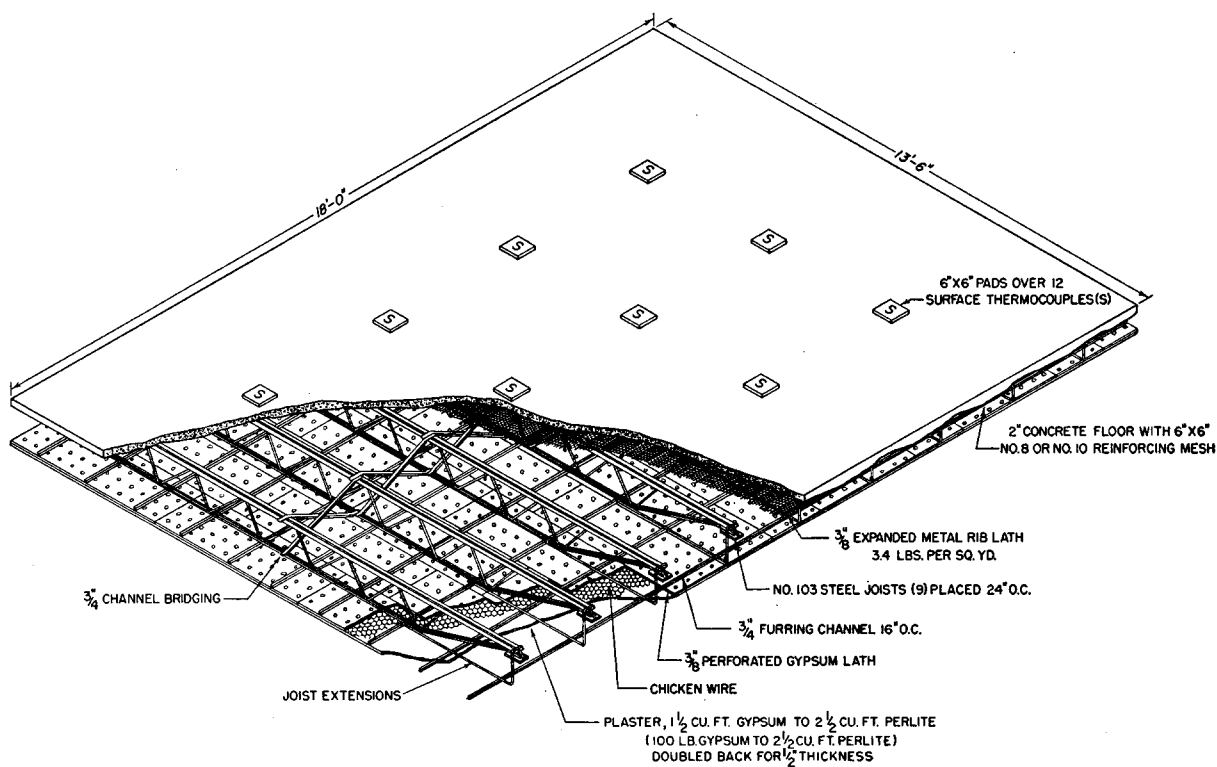 18'-0"
13'-6"
S
S
S
S
S
S
S
S
S
6"X6" PADS OVER 12
SURFACE THERMOCOUPLES(S)
2" CONCRETE FLOOR WITH 6"X6"
NO.8 OR NO. 10 REINFORCING MESH
3/8" EXPANDED METAL RIB LATH
3.4 LBS. PER SQ. YD.
NO. 103 STEEL JOISTS (9) PLACED 24" O.C.
3/4" FURRING CHANNEL 16" O.C.
3/8" PERFORATED GYPSUM LATH
CHICKEN WIRE
3/4" CHANNEL BRIDGING
JOIST EXTENSIONS
PLASTER, 1 1/2 CU. FT. GYPSUM TO 2 1/2 CU. FT. PERLITE
(100 LB. GYPSUM TO 2 1/2 CU. FT. PERLITE)
DOUBLED BACK FOR 1/2" THICKNESS